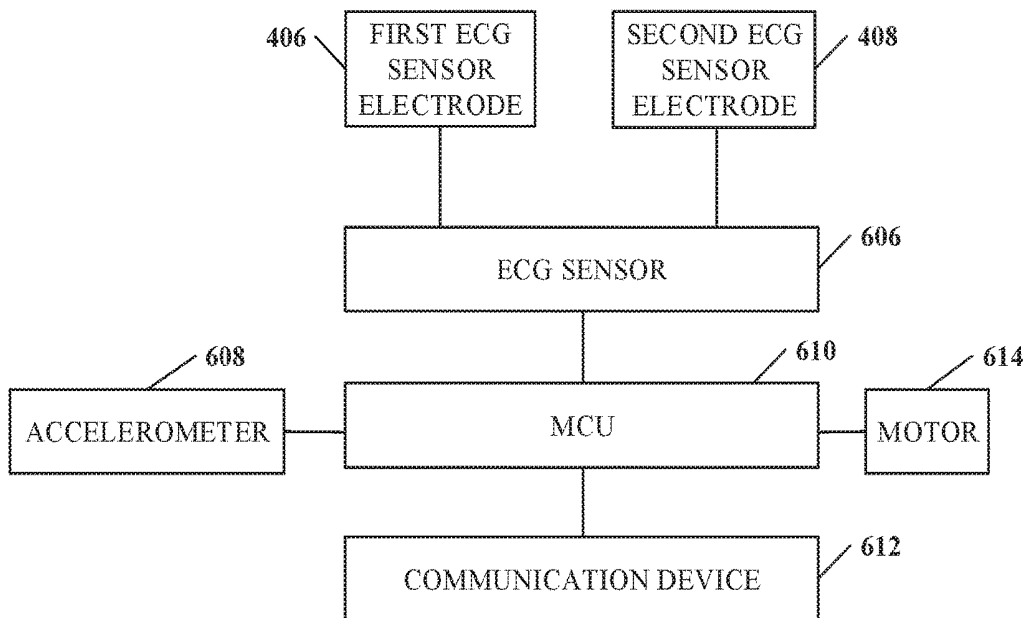 406
FIRST ECG
SENSOR
ELECTRODE
SECOND ECG
SENSOR
ELECTRODE
408
ECG SENSOR
606
608
ACCELEROMETER
610
MCU
614
MOTOR
COMMUNICATION DEVICE
612